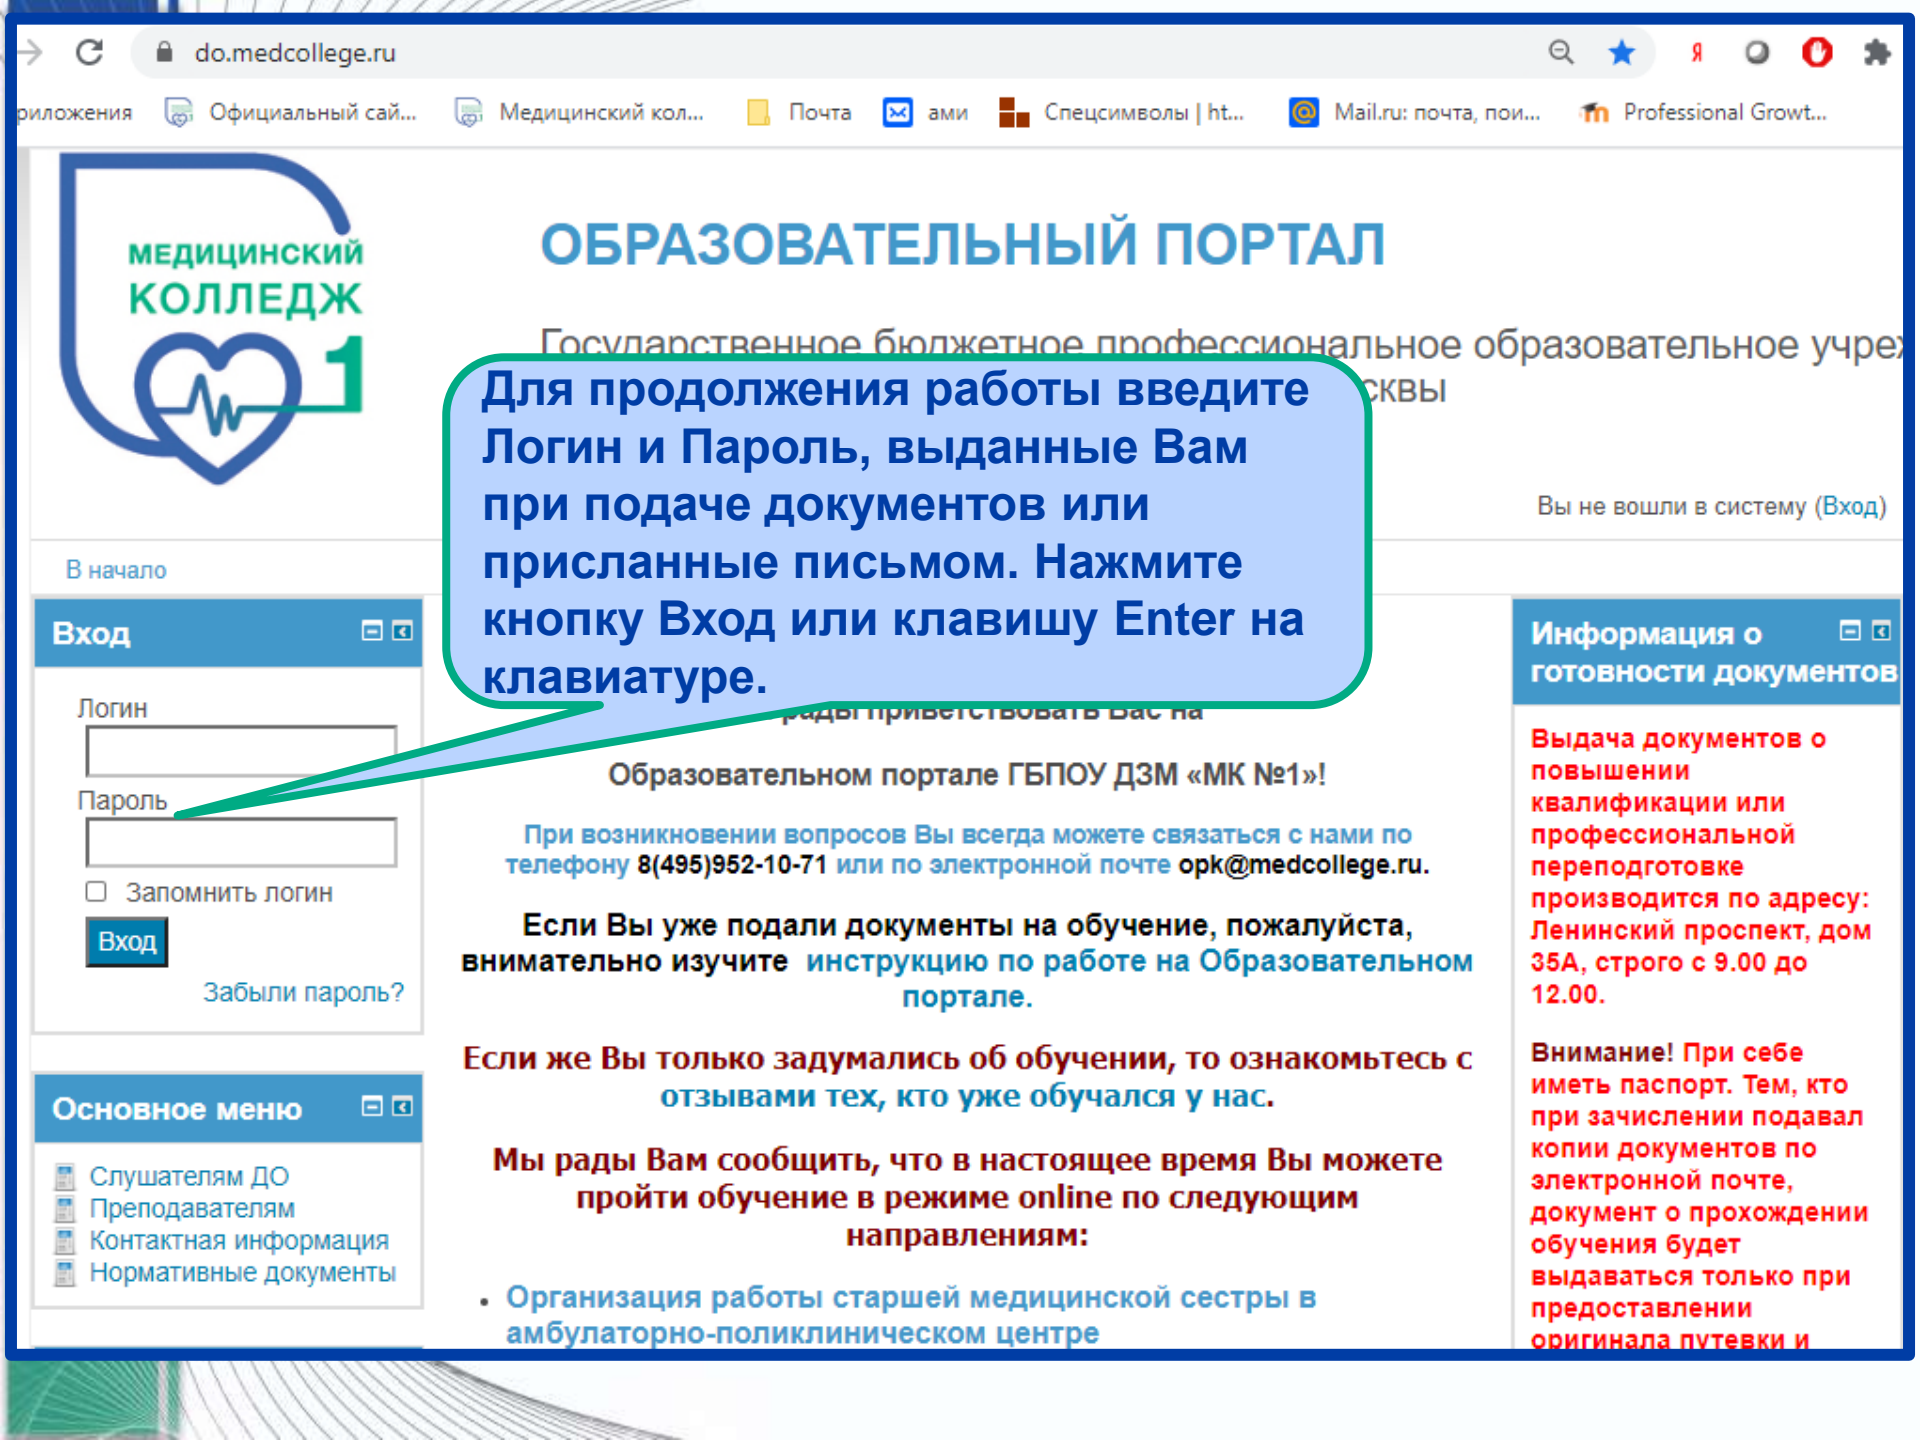 do.medcollege.ru
риложения
Официальный сай...
Медицинский кол...
Почта
ами
Спецсимволы | ht...
Mail.ru: почта, пои...
Professional Growt...
МЕДИЦИНСКИЙ
КОЛЛЕДЖ
1
ОБРАЗОВАТЕЛЬНЫЙ ПОРТАЛ
Государственное бюджетное профессиональное образовательное учре
сквы
Для продолжения работы введите
Логин и Пароль, выданные Вам
при подаче документов или
присланные письмом. Нажмите
кнопку Вход или клавишу Enter на
клавиатуре.
Вы не вошли в систему (Вход)
В начало
Вход
Логин
Пароль
Запомнить логин
Вход
Забыли пароль?
Основное меню
Слушателям ДО
Преподавателям
Контактная информация
Нормативные документы
рады приветствовать Вас на
Образовательном портале ГБПОУ ДЗМ «МК №1»!
При возникновении вопросов Вы всегда можете связаться с нами по
телефону 8(495)952-10-71 или по электронной почте opk@medcollege.ru.
Если Вы уже подали документы на обучение, пожалуйста,
внимательно изучите инструкцию по работе на Образовательном
портале.
Если же Вы только задумались об обучении, то ознакомьтесь с
отзывами тех, кто уже обучался у нас.
Мы рады Вам сообщить, что в настоящее время Вы можете
пройти обучение в режиме online по следующим
направлениям:
• Организация работы старшей медицинской сестры в
амбулаторно-поликлиническом центре
Информация о
готовности документов
Выдача документов о
повышении
квалификации или
профессиональной
переподготовке
производится по адресу:
Ленинский проспект, дом
35А, строго с 9.00 до
12.00.
Внимание! При себе
иметь паспорт. Тем, кто
при зачислении подавал
копии документов по
электронной почте,
документ о прохождении
обучения будет
выдаваться только при
предоставлении
оригинала путевки и